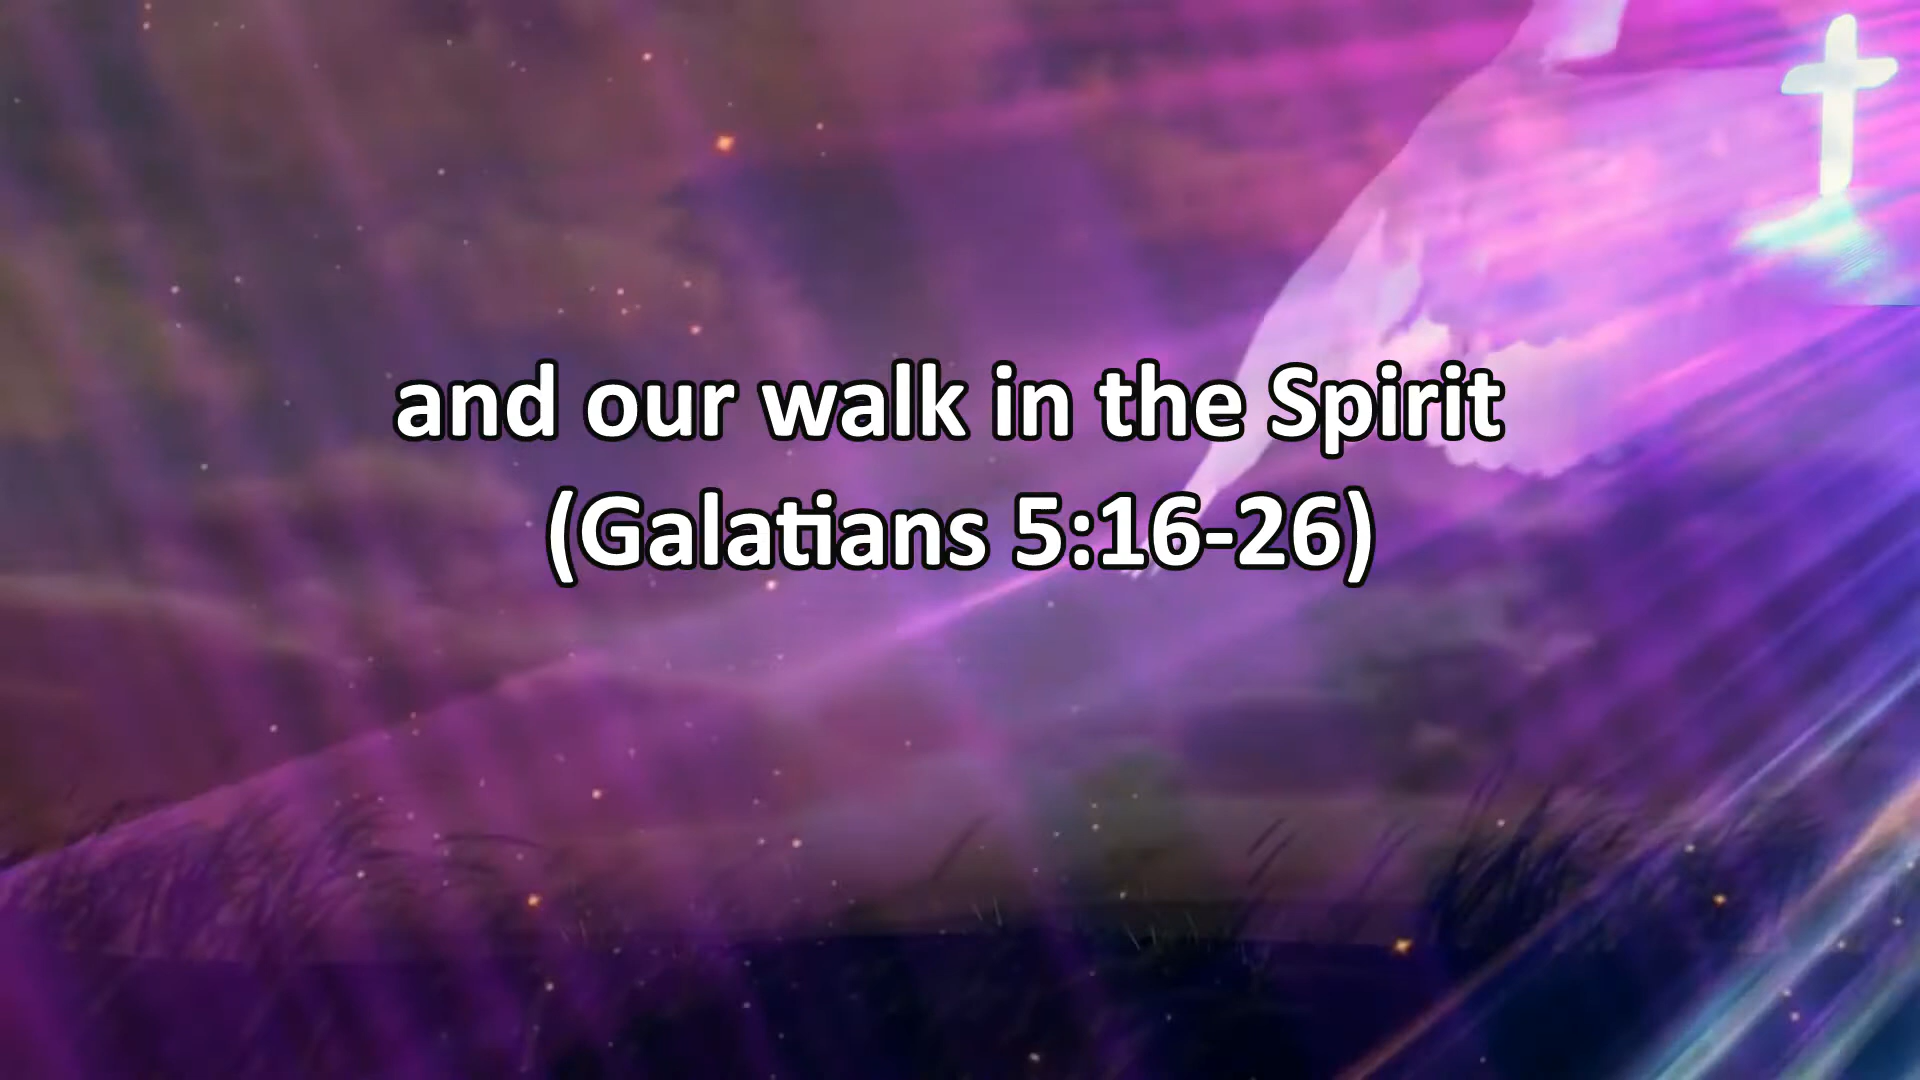 and our walk in the Spirit
(Galatians 5:16-26)